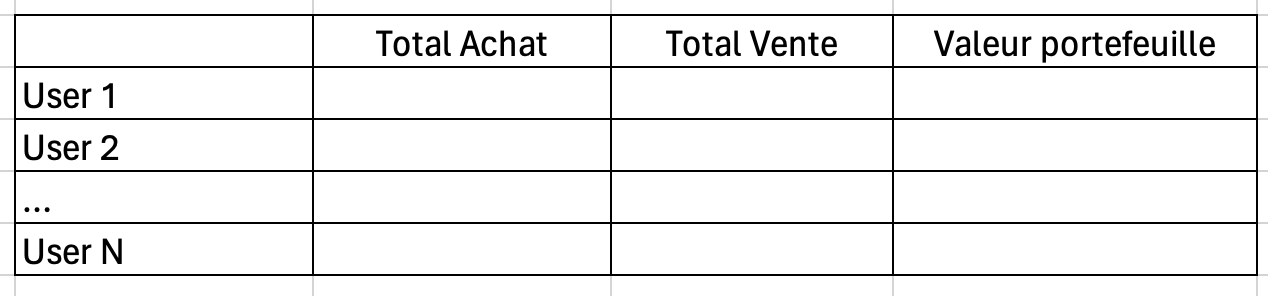 Total Achat Total Vente Valeur portefeuille
User 1
User 2
...
User N